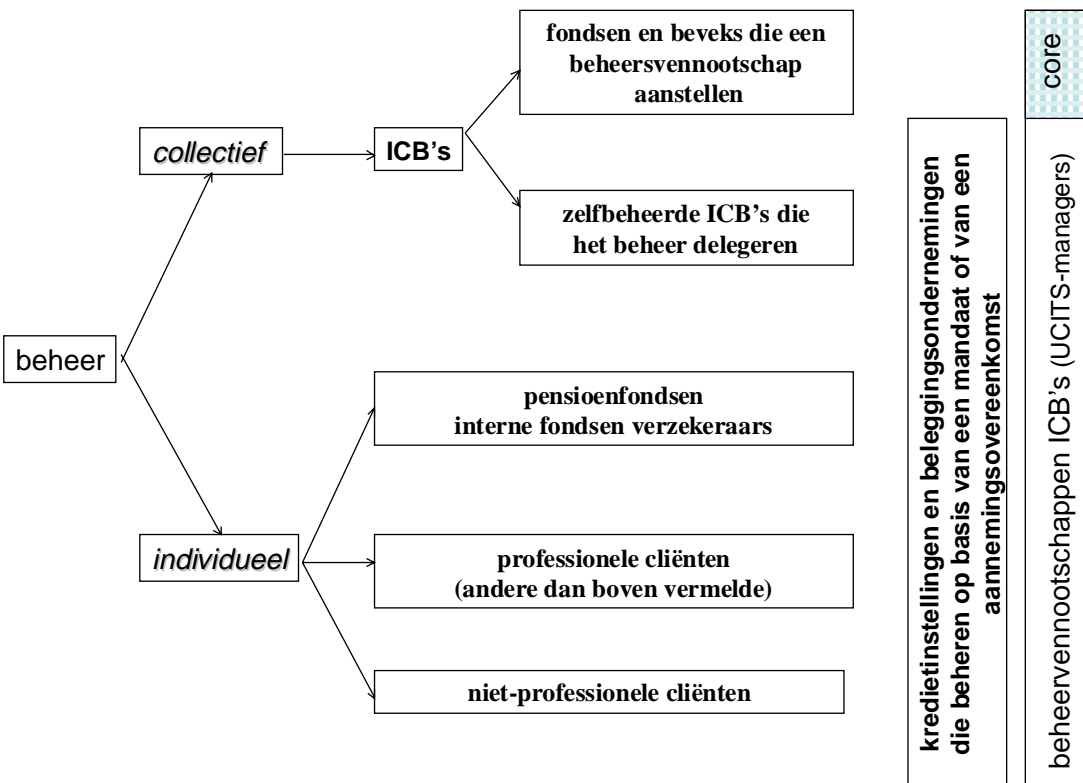 fondsen en beveks die een
beheersvennootschap
aanstellen
collectief
ICB's
zelfbeheerde ICB's die
het beheer delegeren
beheer
pensioenfondsen
interne fondsen verzekeraars
individueel
professionele cliënten
(andere dan boven vermelde)
niet-professionele cliënten
kredietinstellingen en beleggingsondernemingen
die beheren op basis van een mandaat of van een
aannemingsovereenkomst
core
beheervennootschappen ICB's (UCITS-managers)